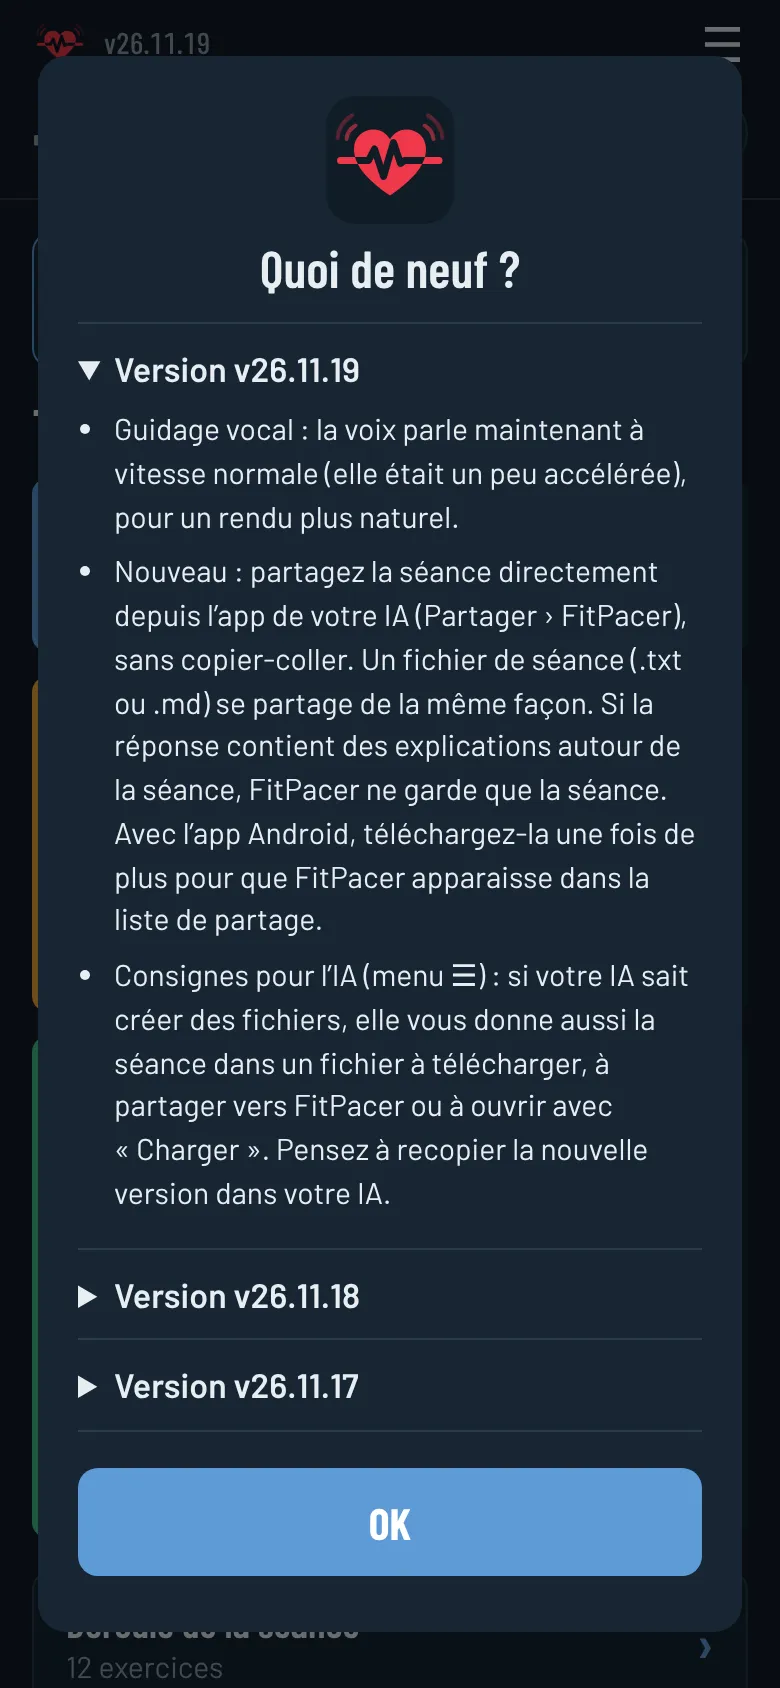 v26.11.19
Quoi de neuf ?
Version v26.11.19
Guidage vocal : la voix parle maintenant à
vitesse normale (elle était un peu accélérée),
pour un rendu plus naturel.
Nouveau : partagez la séance directement
depuis l’app de votre IA (Partager › FitPacer),
sans copier-coller. Un fichier de séance (.txt
ou .md) se partage de la même façon. Si la
réponse contient des explications autour de
la séance, FitPacer ne garde que la séance.
Avec l’app Android, téléchargez-la une fois de
plus pour que FitPacer apparaisse dans la
liste de partage.
Consignes pour l’IA (menu ☰) : si votre IA sait
créer des fichiers, elle vous donne aussi la
séance dans un fichier à télécharger, à
partager vers FitPacer ou à ouvrir avec
« Charger ». Pensez à recopier la nouvelle
version dans votre IA.
Version v26.11.18
Version v26.11.17
OK
Déroulé de la séance
12 exercices